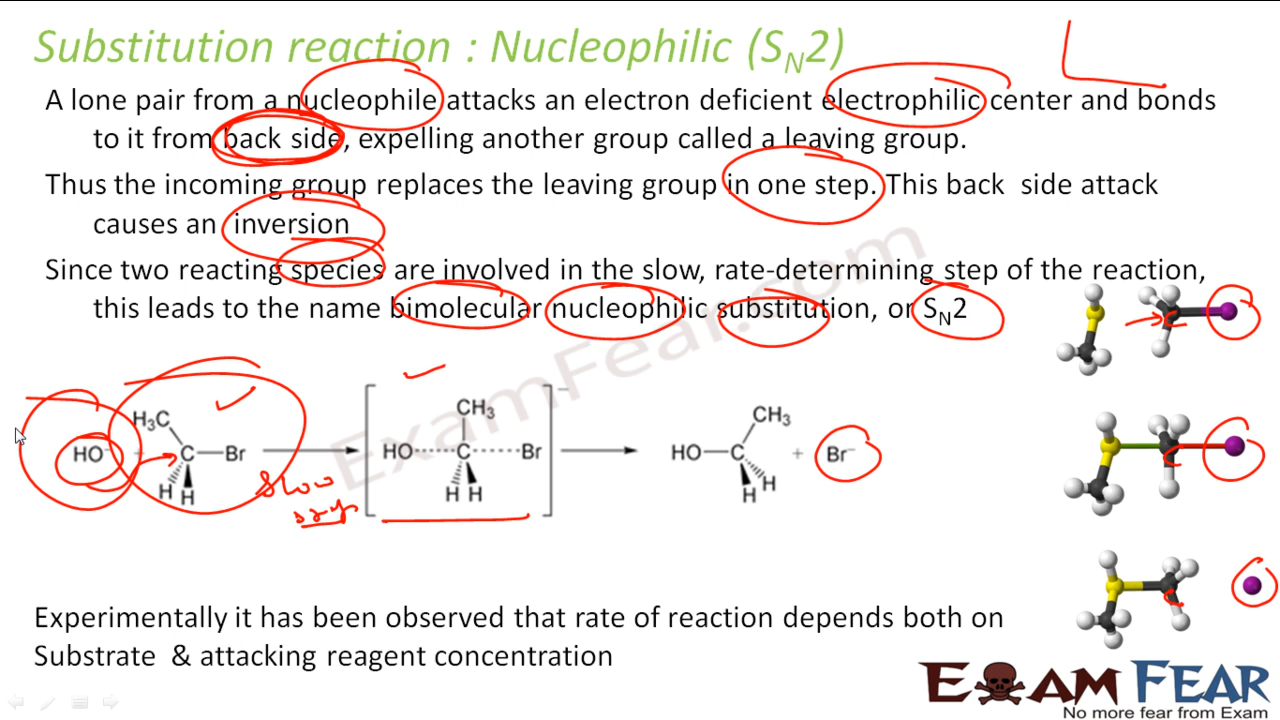 Substitution reaction : Nucleophilic (SN2)
A lone pair from a nucleophile attacks an electron deficient electrophilic center and bonds
to it from back side, expelling another group called a leaving group.
Thus the incoming group replaces the leaving group in one step. This back side attack
causes an inversion
Since two reacting species are involved in the slow, rate-determining step of the reaction,
this leads to the name bimolecular nucleophilic substitution, or SN2
ExamFear.com
H₃C
HO⁻ + C Br
H H
slow
step
CH₃
HO C Br
H H
−
CH₃
HO C
H H
+ Br⁻
Experimentally it has been observed that rate of reaction depends both on
Substrate & attacking reagent concentration
EXAM FEAR
No more fear from Exam